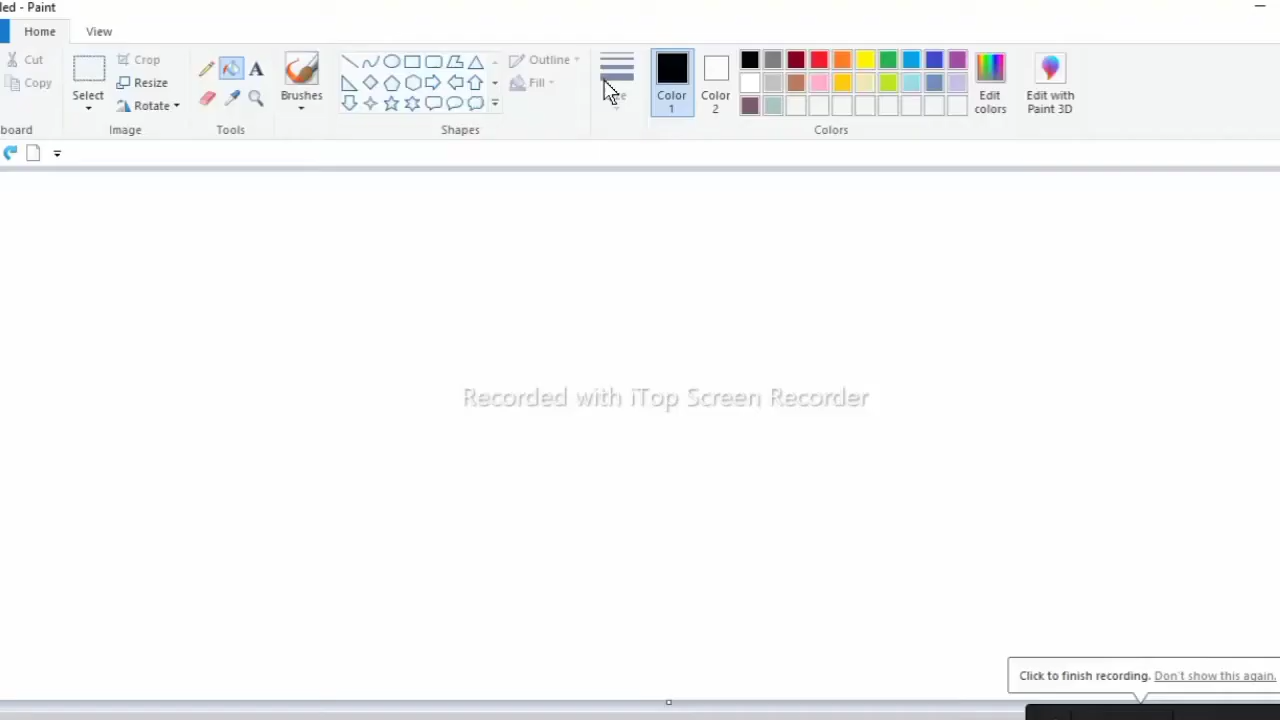 led - Paint
Home View
Cut
Copy
board
Select
Crop
Resize
Rotate
Image
A
Tools
Brushes
Outline
Fill
Shapes
Color 1
Color 2
Colors
Edit colors
Edit with Paint 3D
Recorded with iTop Screen Recorder
Click to finish recording. Don't show this again.